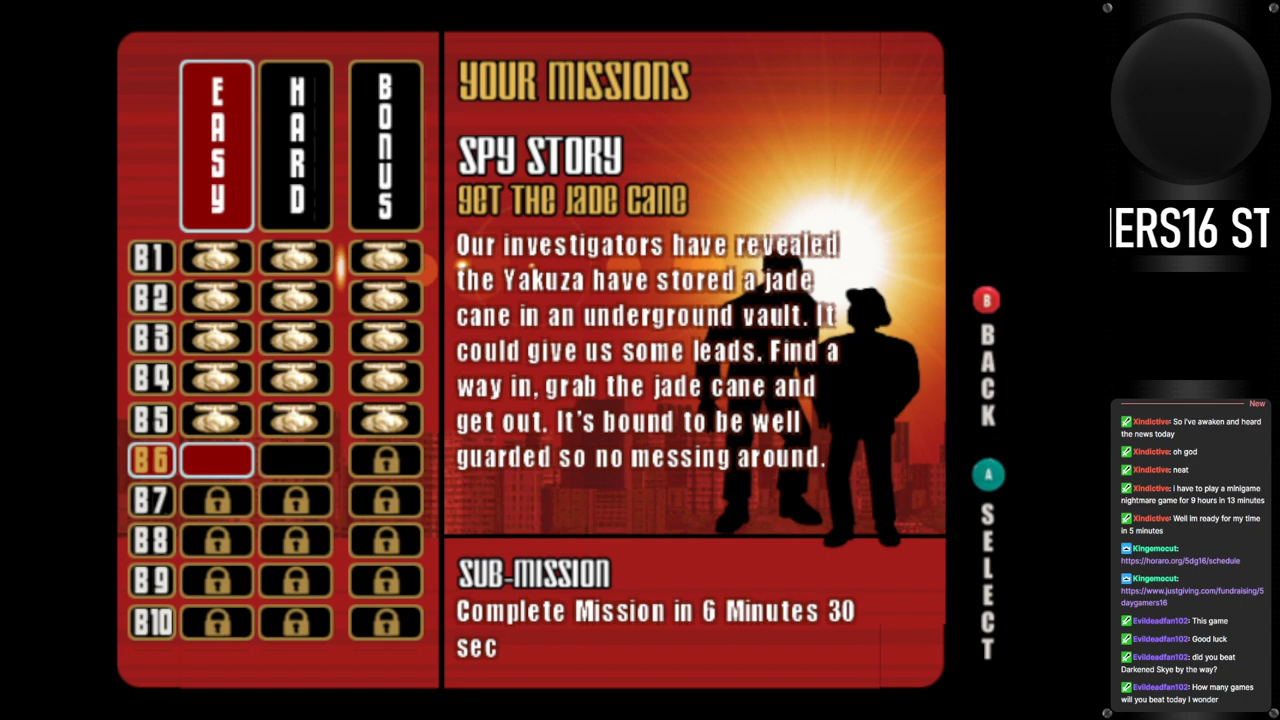 EASY
HARD
BONUS
B1
B2
B3
B4
B5
B6
B7
B8
B9
B10
YOUR MISSIONS
SPY STORY
GET THE JADE CANE
Our investigators have revealed
the Yakuza have stored a jade
cane in an underground vault. It
could give us some leads. Find a
way in, grab the jade cane and
get out. It's bound to be well
guarded so no messing around.
SUB-MISSION
Complete Mission in 6 Minutes 30
sec
B
BACK
A
SELECT
ERS16 ST
New
Xindictive: So I've awaken and heard
the news today
Xindictive: oh god
Xindictive: neat
Xindictive: i have to play a minigame
nightmare game for 9 hours in 13 minutes
Xindictive: Well im ready for my time
in 5 minutes
Kingemocut:
https://horaro.org/5dg16/schedule
Kingemocut:
https://www.justgiving.com/fundraising/5
daygamers16
Evildeadfan102: This game
Evildeadfan102: Good luck
Evildeadfan102: did you beat
Darkened Skye by the way?
Evildeadfan102: How many games
will you beat today I wonder